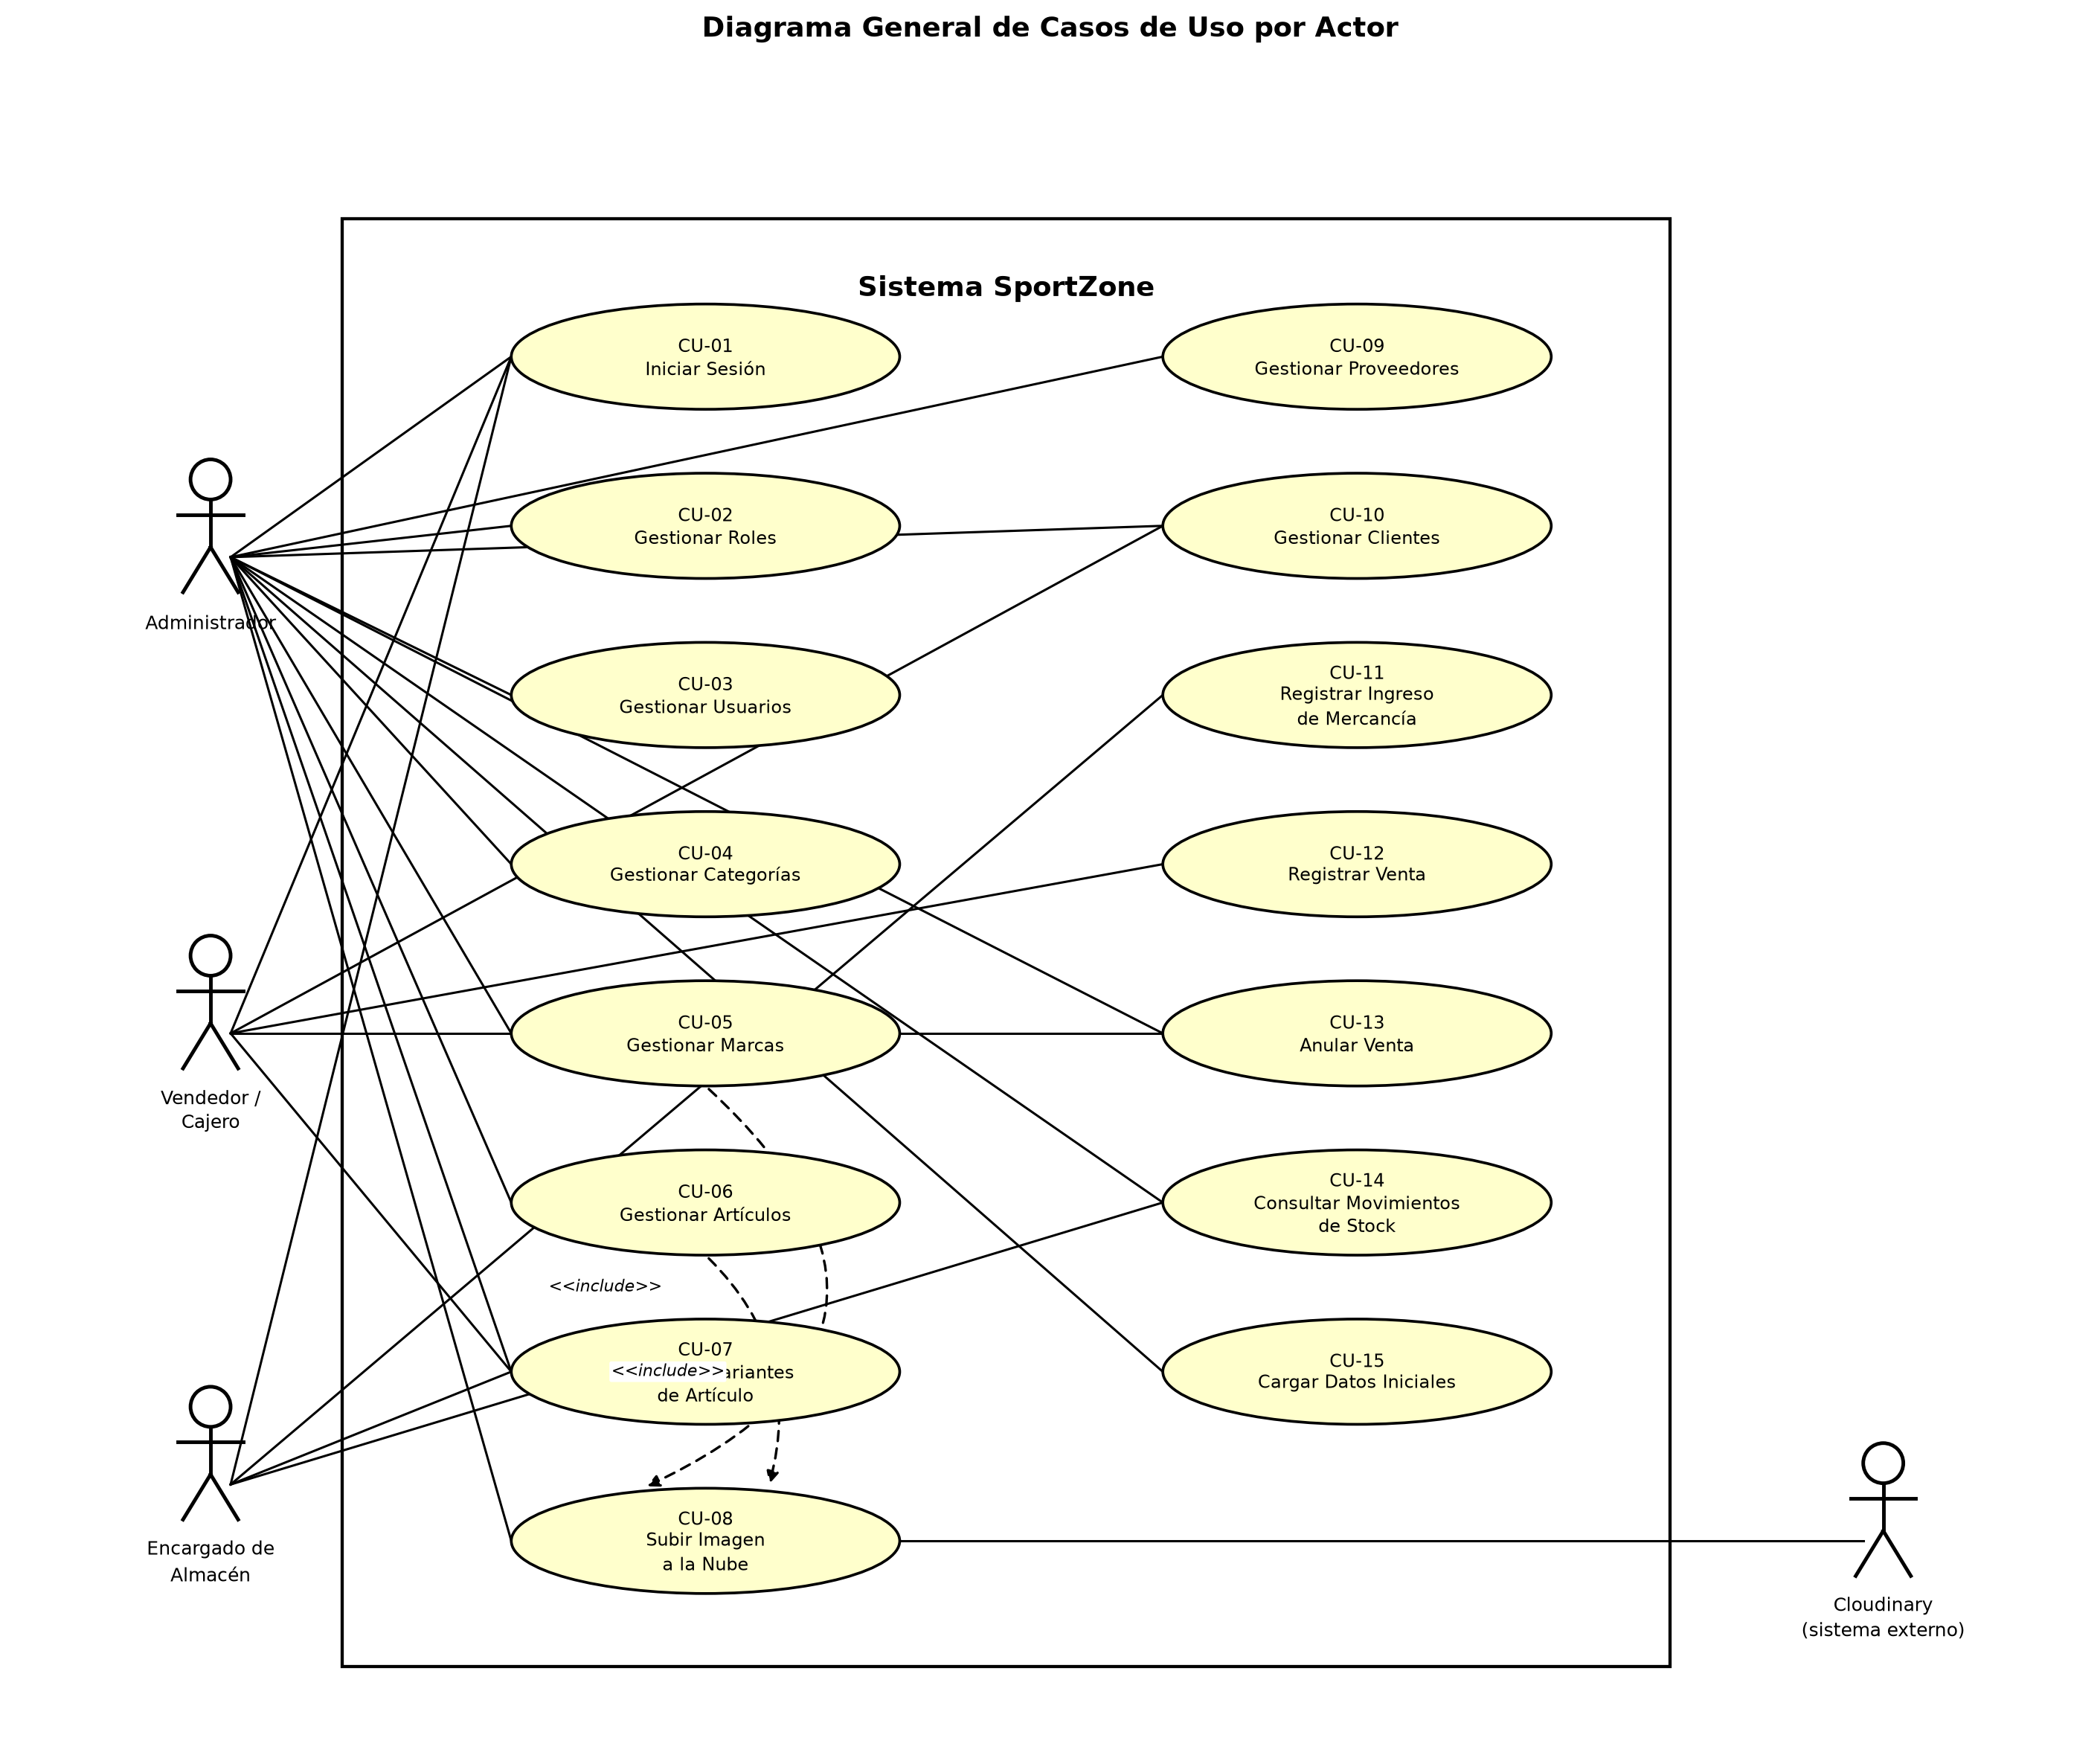 Diagrama General de Casos de Uso por Actor
Sistema SportZone
CU-01
Iniciar Sesión
CU-02
Gestionar Roles
CU-03
Gestionar Usuarios
CU-04
Gestionar Categorías
CU-05
Gestionar Marcas
CU-06
Gestionar Artículos
<<include>>
CU-07
<<include>>
de Artículo
CU-08
Subir Imagen
a la Nube
CU-09
Gestionar Proveedores
CU-10
Gestionar Clientes
CU-11
Registrar Ingreso
de Mercancía
CU-12
Registrar Venta
CU-13
Anular Venta
CU-14
Consultar Movimientos
de Stock
CU-15
Cargar Datos Iniciales
Administrador
Vendedor /
Cajero
Encargado de
Almacén
Cloudinary
(sistema externo)